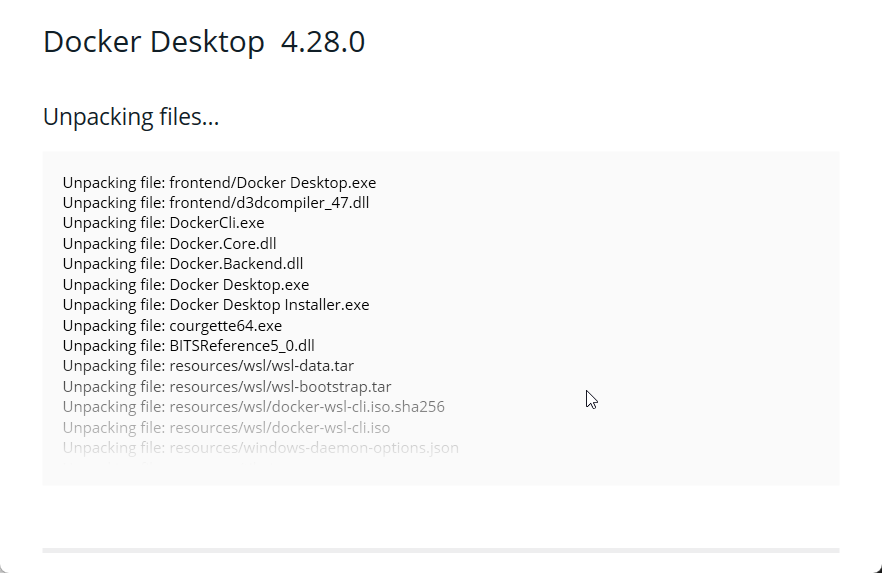 Docker Desktop 4.28.0
Unpacking files...
Unpacking file: frontend/Docker Desktop.exe
Unpacking file: frontend/d3dcompiler_47.dll
Unpacking file: DockerCli.exe
Unpacking file: Docker.Core.dll
Unpacking file: Docker.Backend.dll
Unpacking file: Docker Desktop.exe
Unpacking file: Docker Desktop Installer.exe
Unpacking file: courgette64.exe
Unpacking file: BITSReference5_0.dll
Unpacking file: resources/wsl/wsl-data.tar
Unpacking file: resources/wsl/wsl-bootstrap.tar
Unpacking file: resources/wsl/docker-wsl-cli.iso.sha256
Unpacking file: resources/wsl/docker-wsl-cli.iso
Unpacking file: resources/windows-daemon-options.json